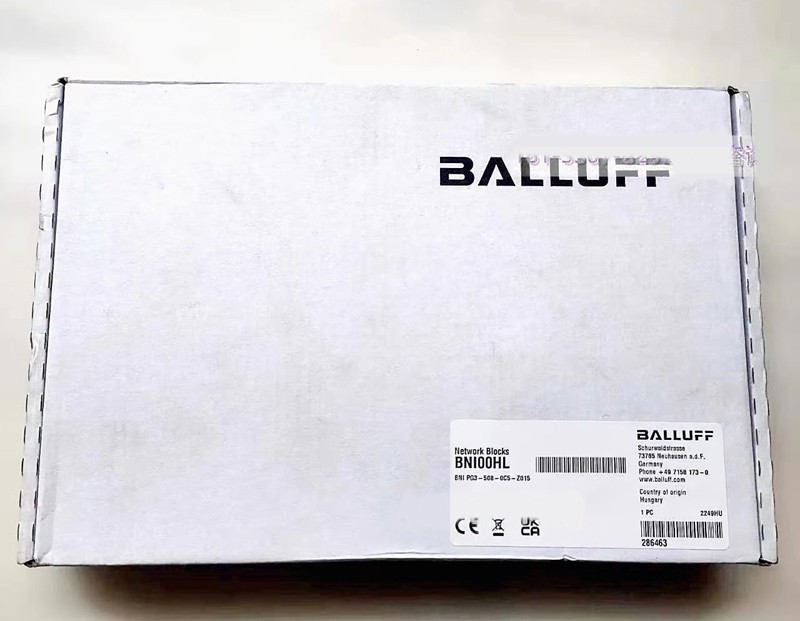 BALLUFF
Network Blocks
BNI00HL
BNI PG3-508-0C5-Z015
CE
UK
CA
BALLUFF
Schurwaldstrasse
73765 Neuhausen a.d.F.
Germany
Phone +49 7158 173-0
www.balluff.com
Country of origin
Hungary
1 PC 2249HU
286463